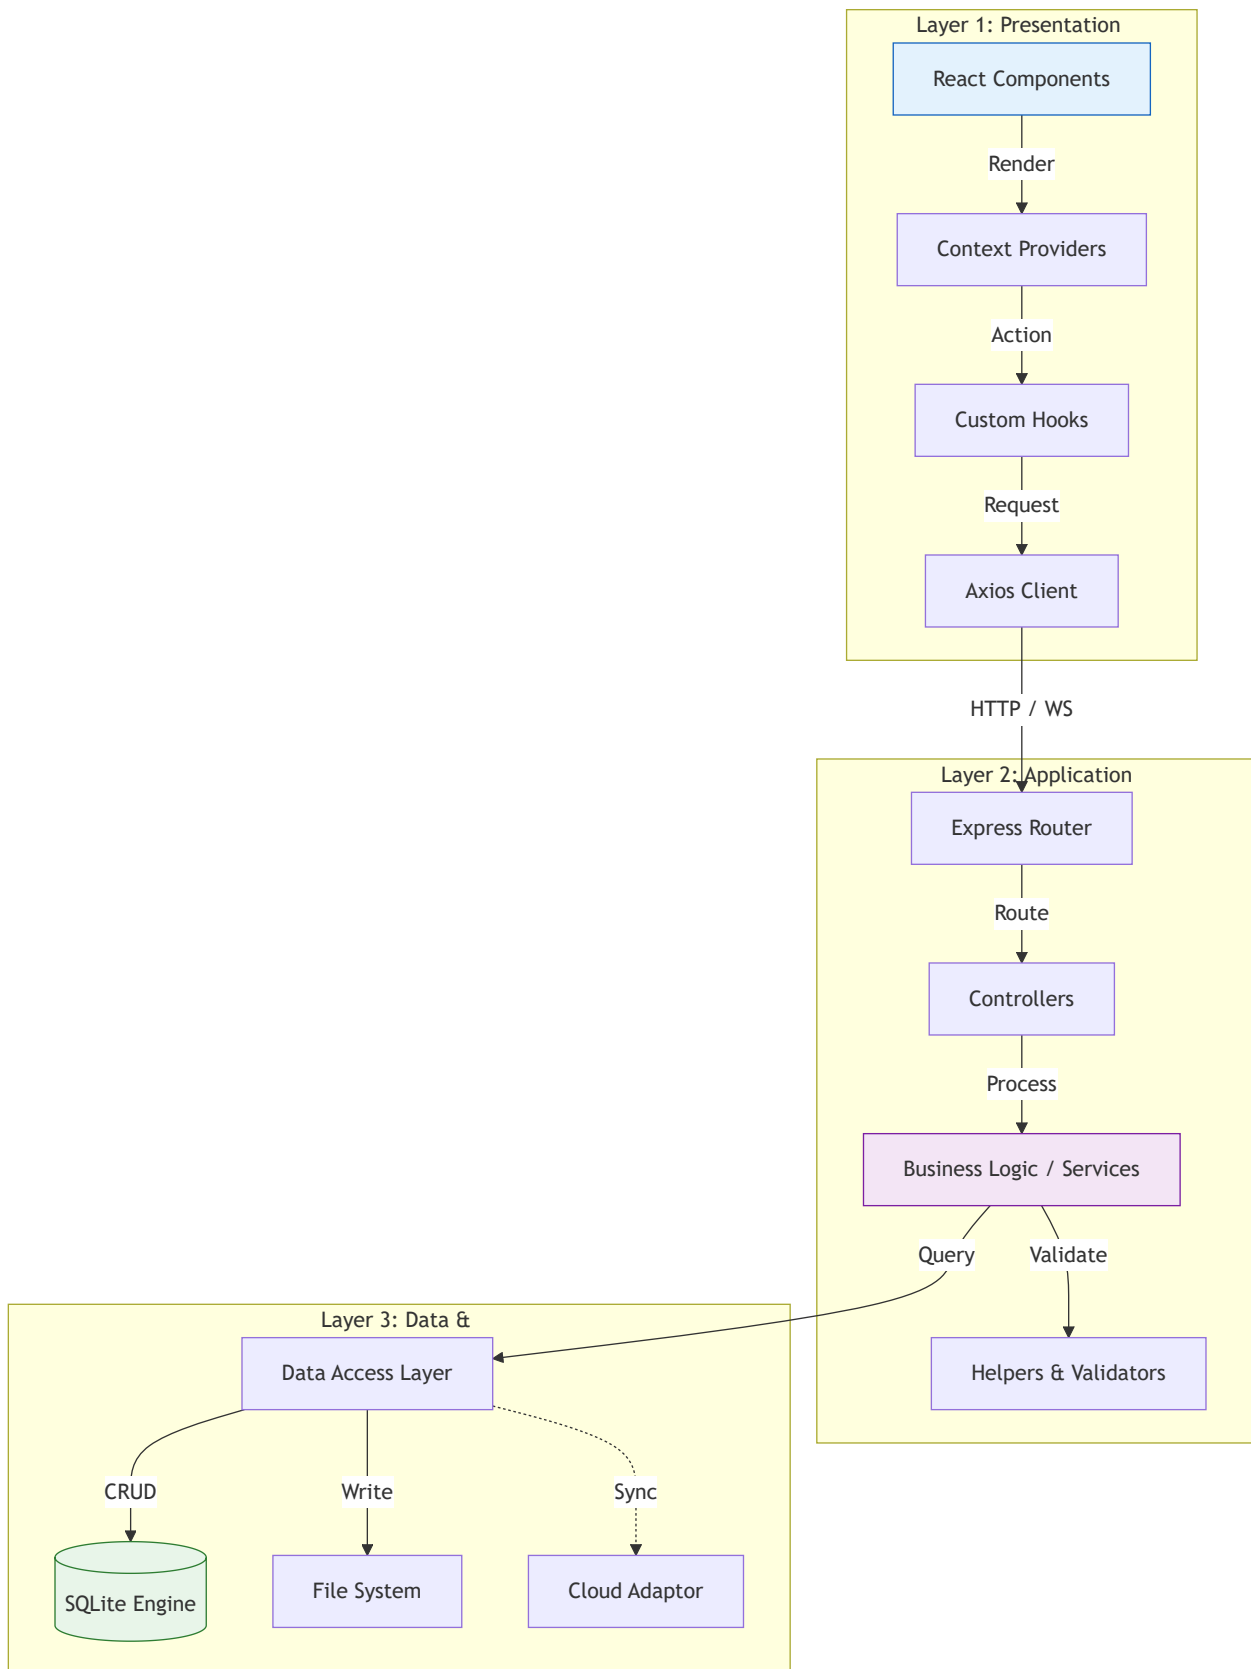 Layer 1: Presentation
React Components
Render
Context Providers
Action
Custom Hooks
Request
Axios Client
HTTP / WS
Layer 2: Application
Express Router
Route
Controllers
Process
Business Logic / Services
Query
Validate
Layer 3: Data &
Data Access Layer
Helpers & Validators
CRUD
Write
Sync
SQLite Engine
File System
Cloud Adaptor